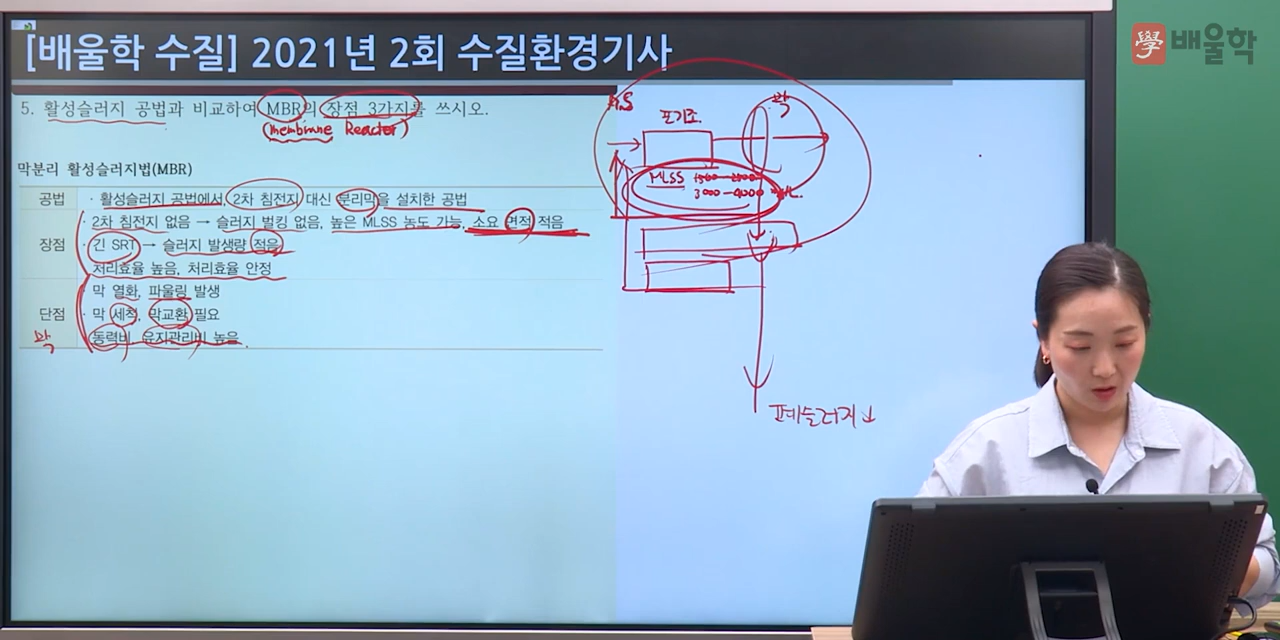 [배울학 수질] 2021년 2회 수질환경기사
學 배울학
5. 활성슬러지 공법과 비교하여 MBR의 장점 3가지를 쓰시오.
(membrane Reactor)
막분리 활성슬러지법(MBR)
공법 · 활성슬러지 공법에서, 2차 침전지 대신 분리막을 설치한 공법
장점 · 2차 침전지 없음 → 슬러지 벌킹 없음, 높은 MLSS 농도 가능, 소요 면적 적음
· 긴 SRT → 슬러지 발생량 적음
· 처리효율 높음, 처리효율 안정
단점 · 막 열화, 파울링 발생
· 막 세척, 막교환 필요
· 동력비, 유지관리비 높음
막
포기조
막
MLSS 1500-2500
3000-4000
폐슬러지↓